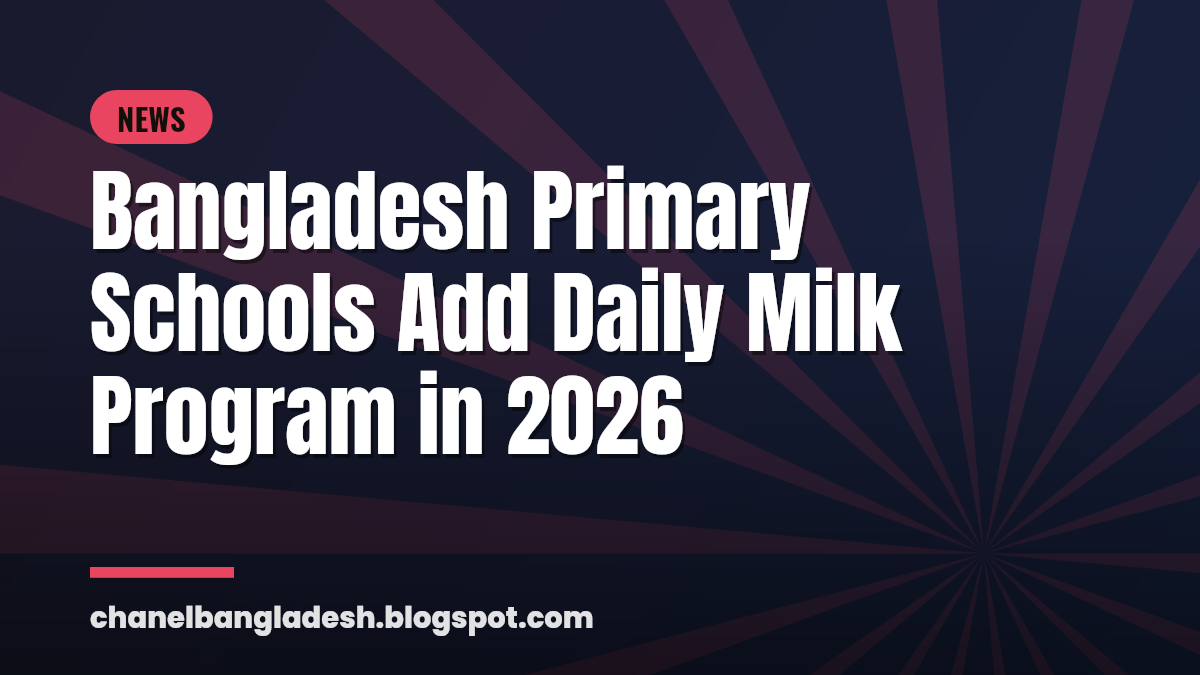 NEWS
Bangladesh Primary
Schools Add Daily Milk
Program in 2026
chanelbangladesh.blogspot.com